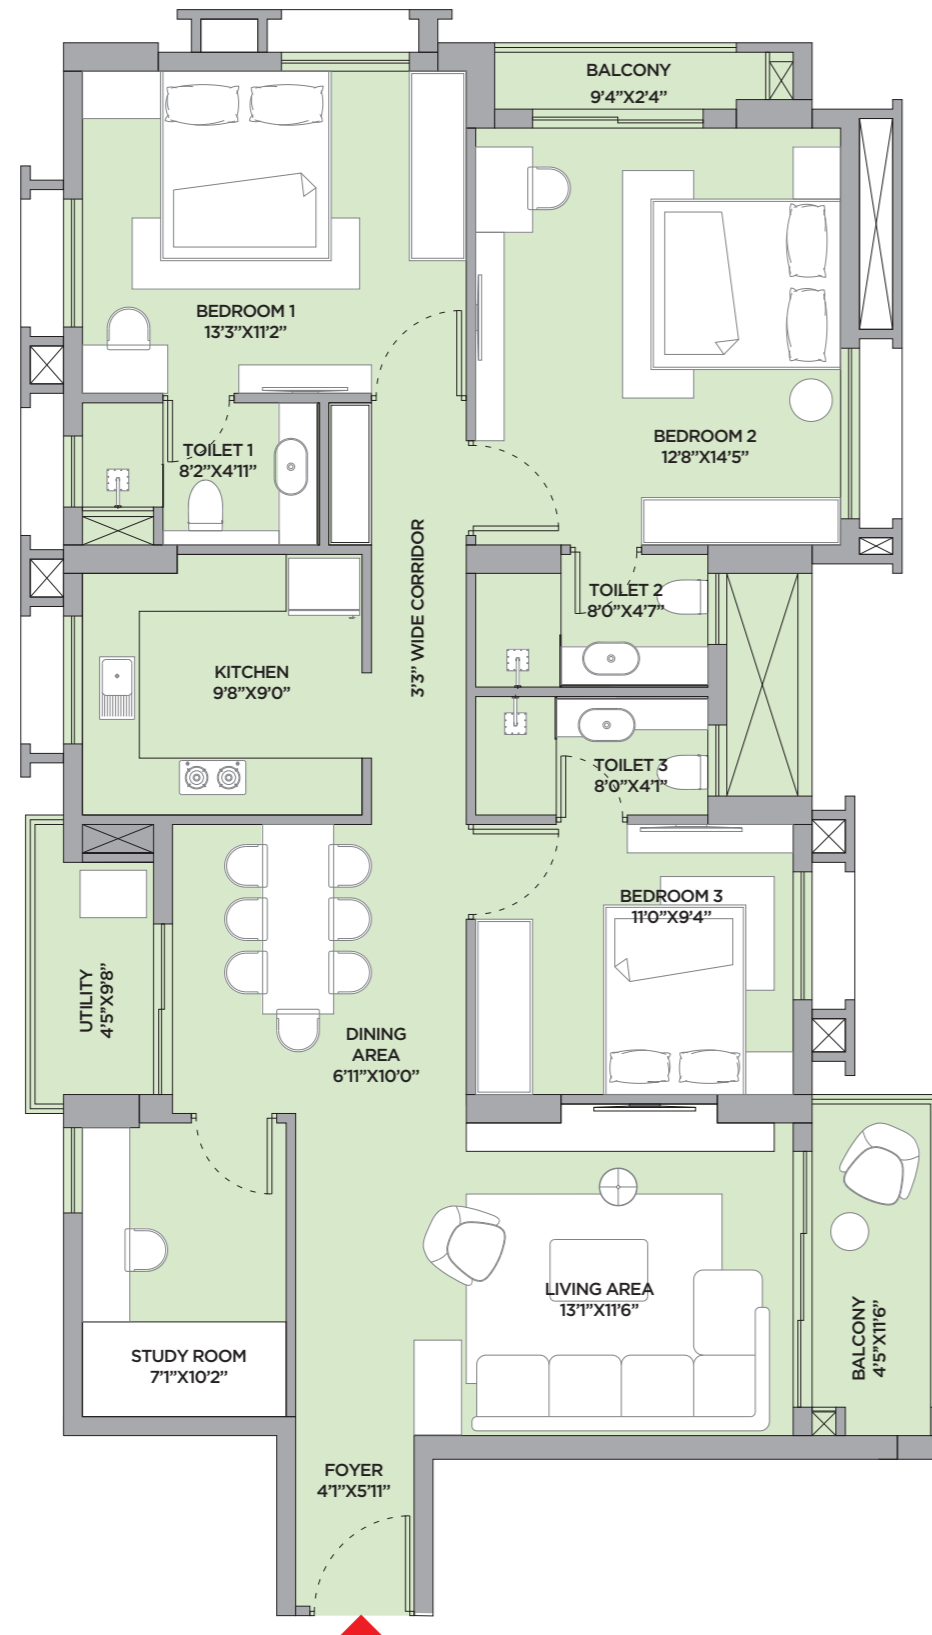 BALCONY
9'4"X2'4"
BEDROOM 1
13'3"X11'2"
BEDROOM 2
12'8"X14'5"
TOILET 1
8'2"X4'11"
3'3" WIDE CORRIDOR
TOILET 2
8'0"X4'7"
KITCHEN
9'8"X9'0"
TOILET 3
8'0"X4'1"
BEDROOM 3
11'0"X9'4"
UTILITY
4'5"X9'8"
DINING
AREA
6'11"X10'0"
LIVING AREA
13'1"X11'6"
BALCONY
4'5"X11'6"
STUDY ROOM
7'1"X10'2"
FOYER
4'1"X5'11"